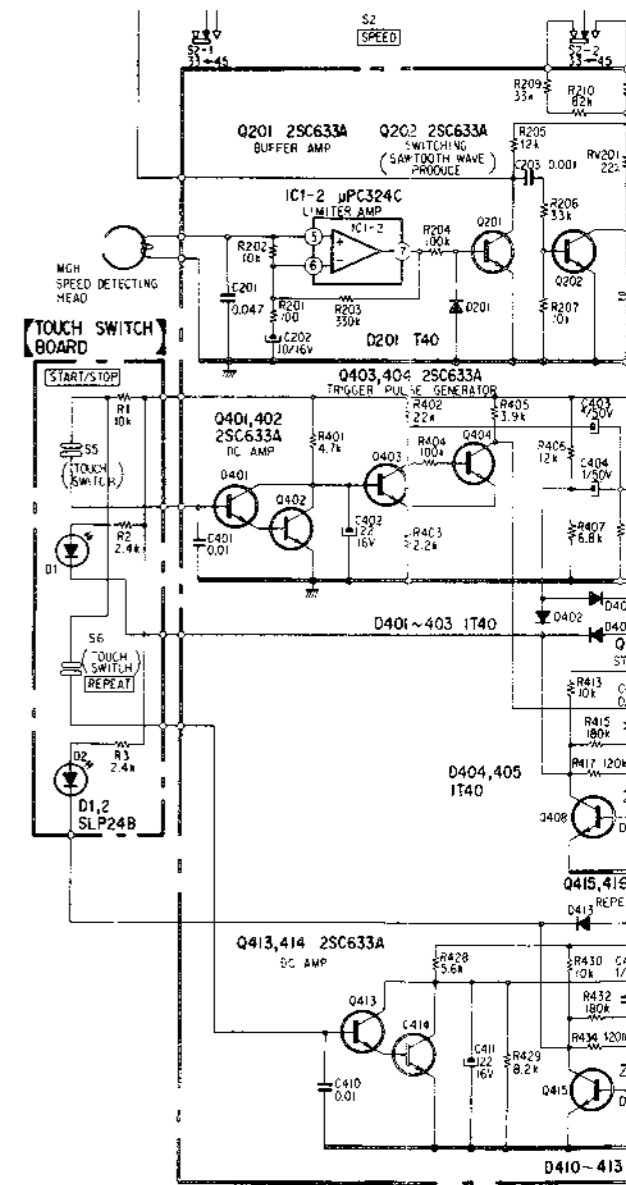 S2
SPEED
S2-1
33 ↔ 45
S2-2
33 ↔ 45
R209
33k
R210
82k
Q201 2SC633A
BUFFER AMP
Q202 2SC633A
SWITCHING
(SAWTOOTH WAVE)
PRODUCE
R205
12k
C203 0.001
RV201
22k
IC1-2 μPC324C
LIMITER AMP
IC1-2
R206
33k
R202
10k
5
6
7
R204
100k
Q201
Q202
MGH
SPEED DETECTING
HEAD
C201
0.047
R201
100
R203
330k
D201
R207
10k
C202
10/16V
D201 1T40
TOUCH SWITCH
BOARD
START/STOP
Q403,404 2SC633A
TRIGGER PULSE GENERATOR
R1
10k
Q401,402
2SC633A
DC AMP
R401
4.7k
R402
22k
R405
3.9k
C403
R404
100k
Q404
R406
12k
C404
1/50V
S5
(TOUCH
SWITCH)
Q401
Q402
Q403
R2
2.4k
C401
0.01
C402
22
16V
R403
2.2k
R407
6.8k
D1
D402
D401~403 1T40
S6
(TOUCH
SWITCH)
REPEAT
R413
10k
R415
180k
D2
R3
2.4k
D404,405
1T40
R417 120k
D1,2
SLP24B
Q408
Q415,416
REPE
D413
Q413,414 2SC633A
DC AMP
R428
5.6k
R430
10k
R432
180k
Q413
C411
22
16V
R429
8.2k
R434 120k
C410
0.01
Q415
D410~413